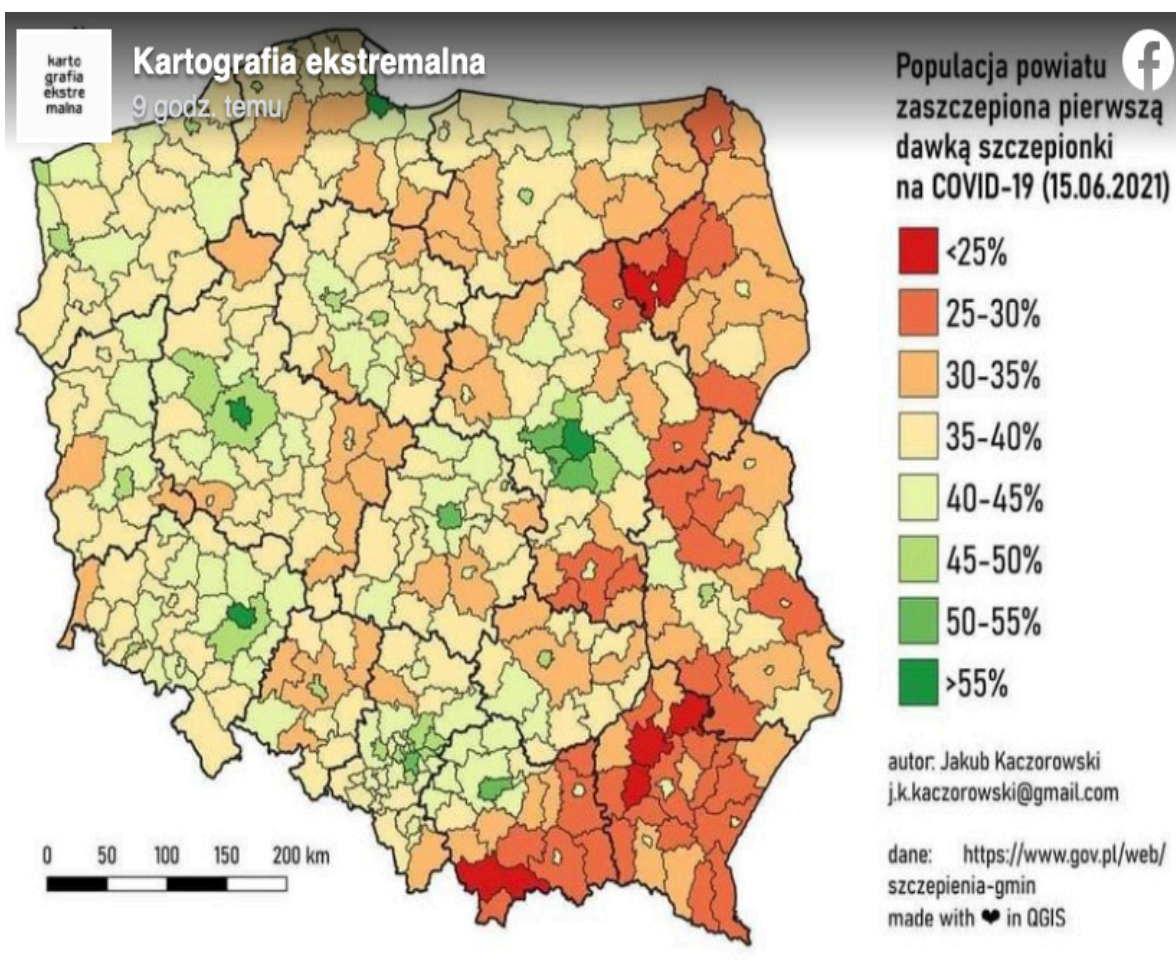 karto
grafia
ekstre
malna
Kartografia ekstremalna
9 godz. temu
Populacja powiatu
zaszczepiona pierwszą
dawką szczepionki
na COVID-19 (15.06.2021)
<25%
25-30%
30-35%
35-40%
40-45%
45-50%
50-55%
>55%
autor: Jakub Kaczorowski
j.k.kaczorowski@gmail.com
dane: https://www.gov.pl/web/
szczepienia-gmin
made with ❤ in QGIS
0 50 100 150 200 km